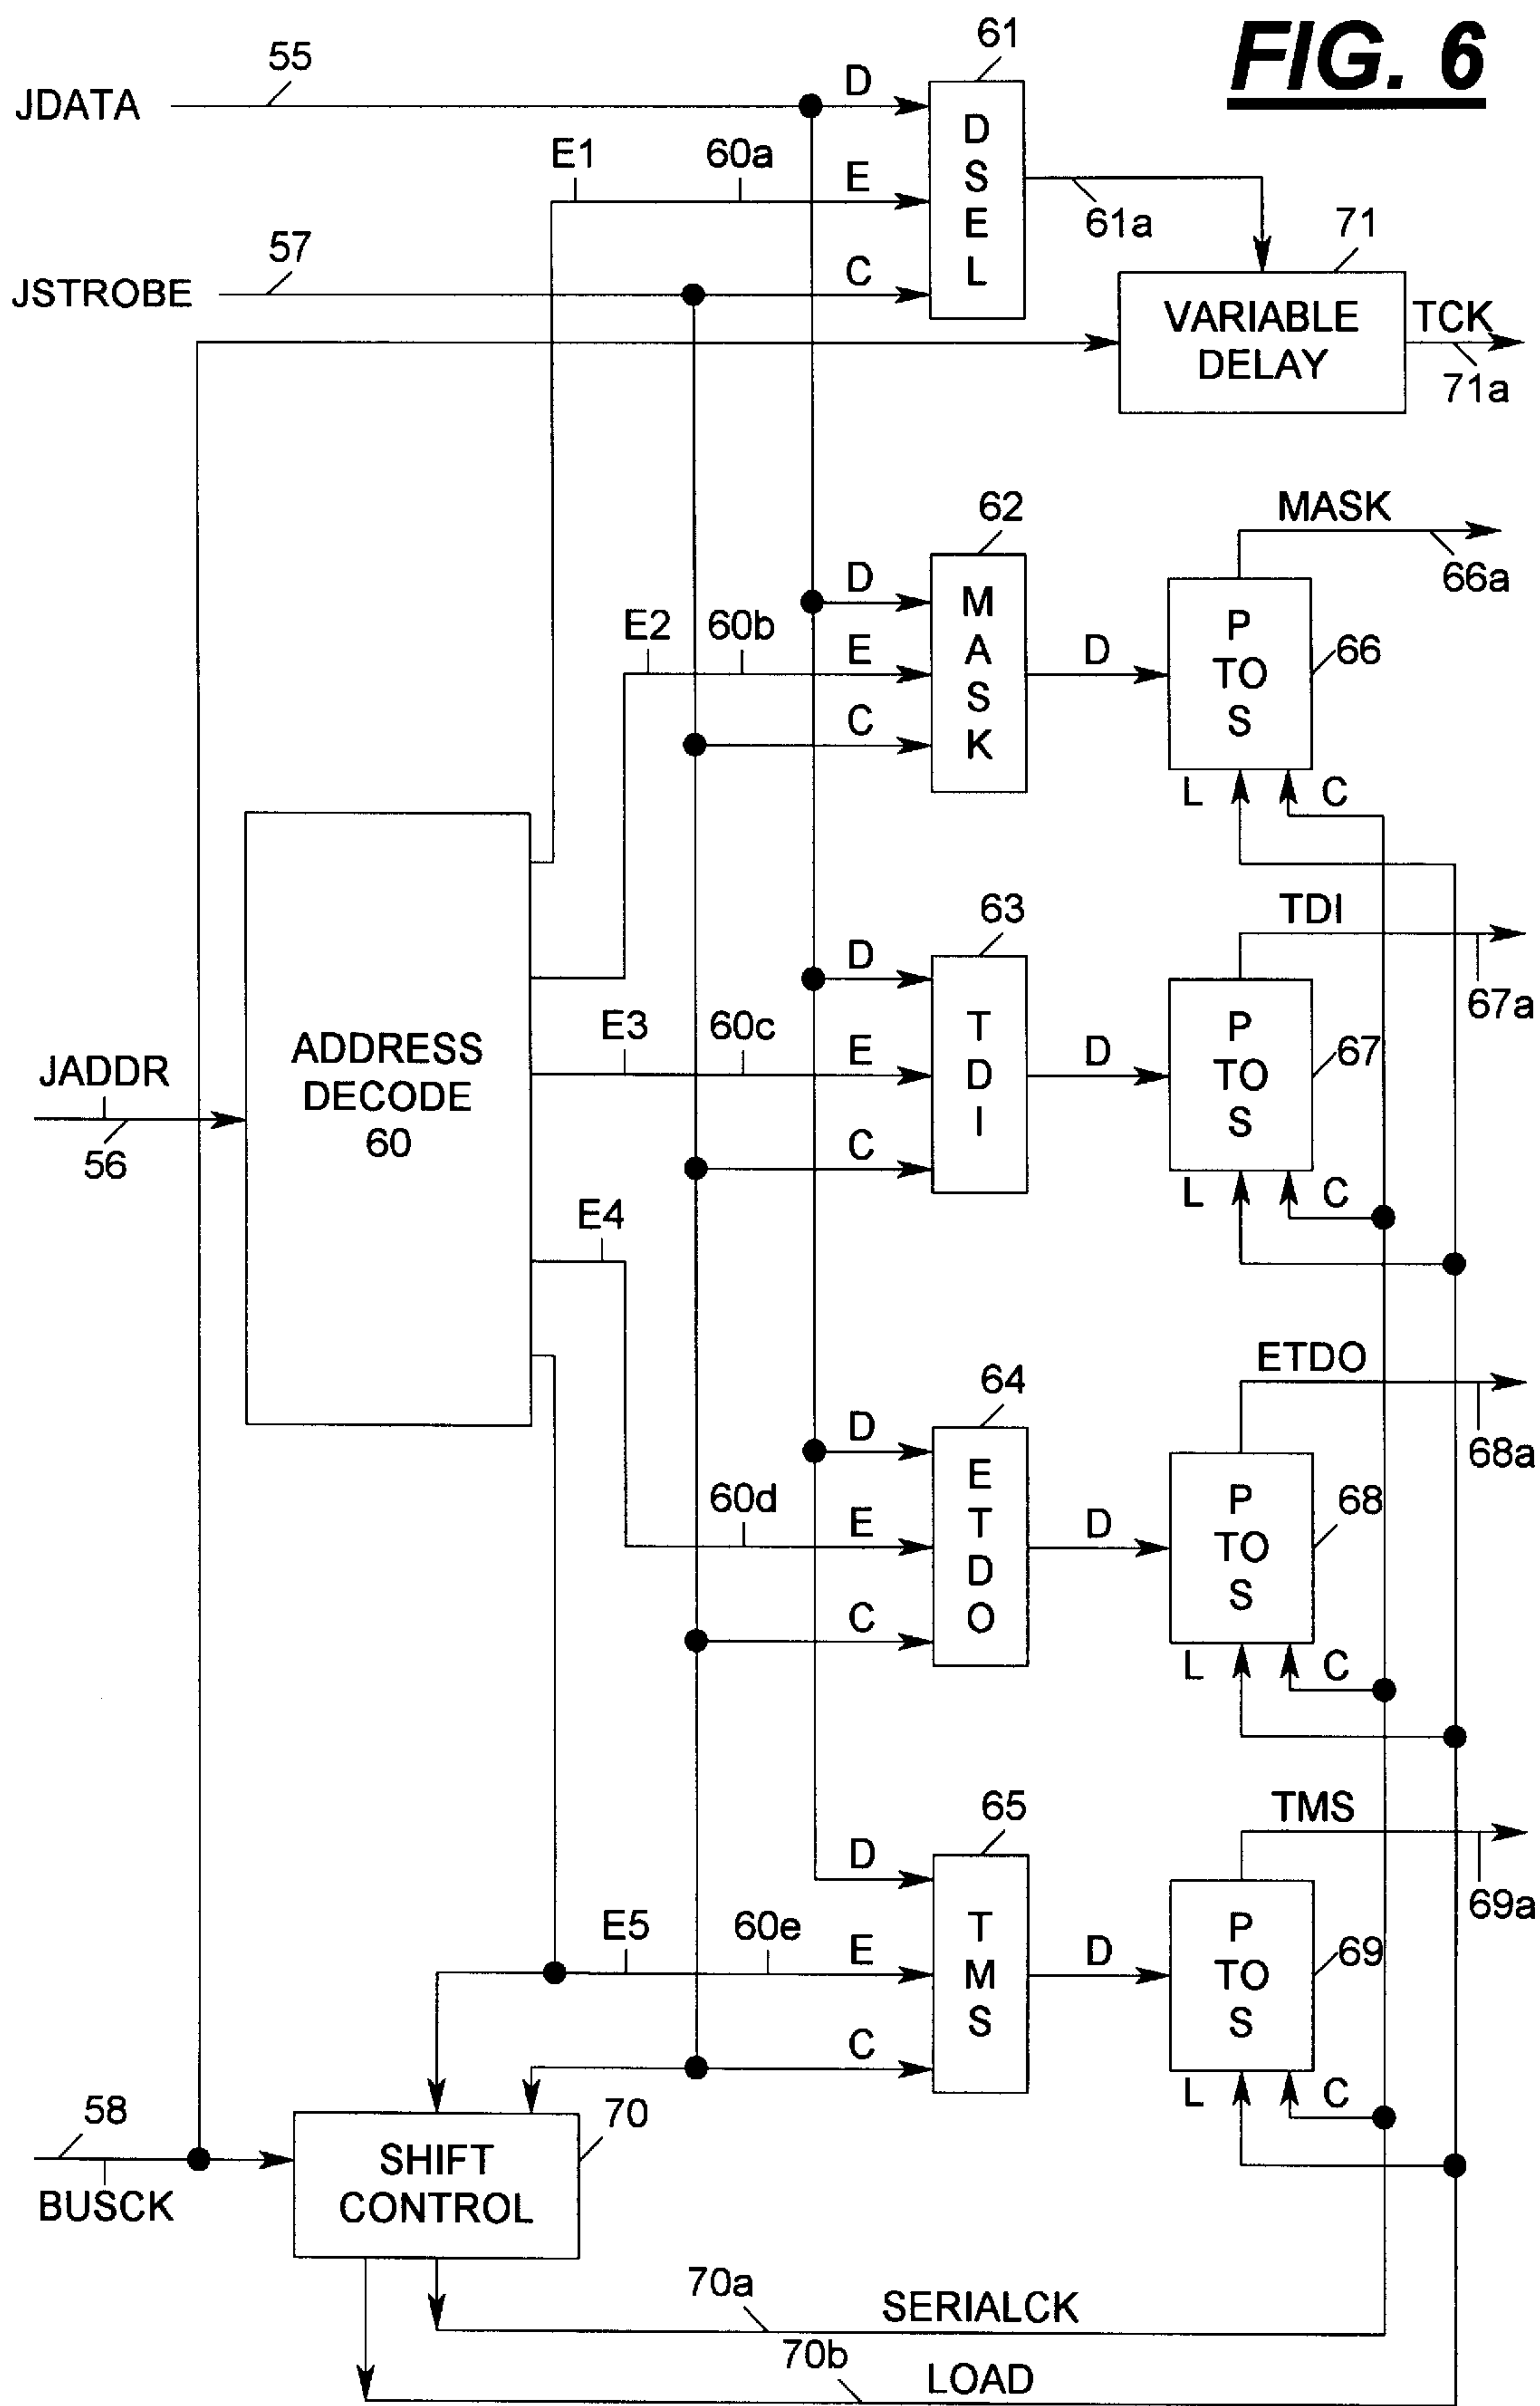 FIG. 6
61
55
JDATA
D
D
S
E
L
E1
60a
E
61a
71
57
JSTROBE
C
VARIABLE
DELAY
TCK
71a
MASK
62
66a
D
M
A
S
K
P
TO
S
E2
60b
E
D
66
C
L
C
TDI
63
67a
D
T
D
I
P
TO
S
ADDRESS
DECODE
60
E3
60c
E
D
67
JADDR
56
C
L
C
E4
ETDO
64
68a
D
E
T
D
O
P
TO
S
60d
E
D
68
C
L
C
TMS
65
69a
D
T
M
S
P
TO
S
E5
60e
E
D
69
C
L
C
58
70
BUSCK
SHIFT
CONTROL
70a
SERIALCK
70b
LOAD